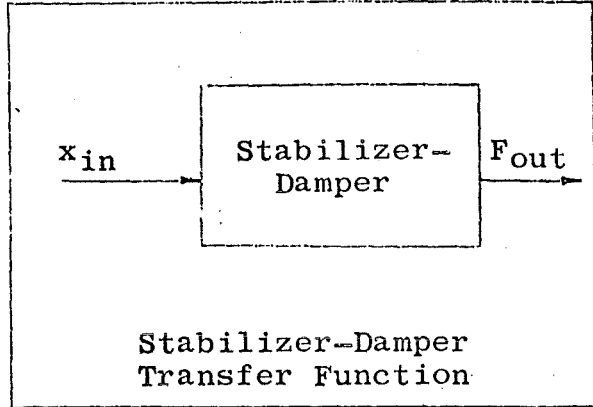 x_in
Stabilizer-
Damper
F_out
Stabilizer-Damper
Transfer Function